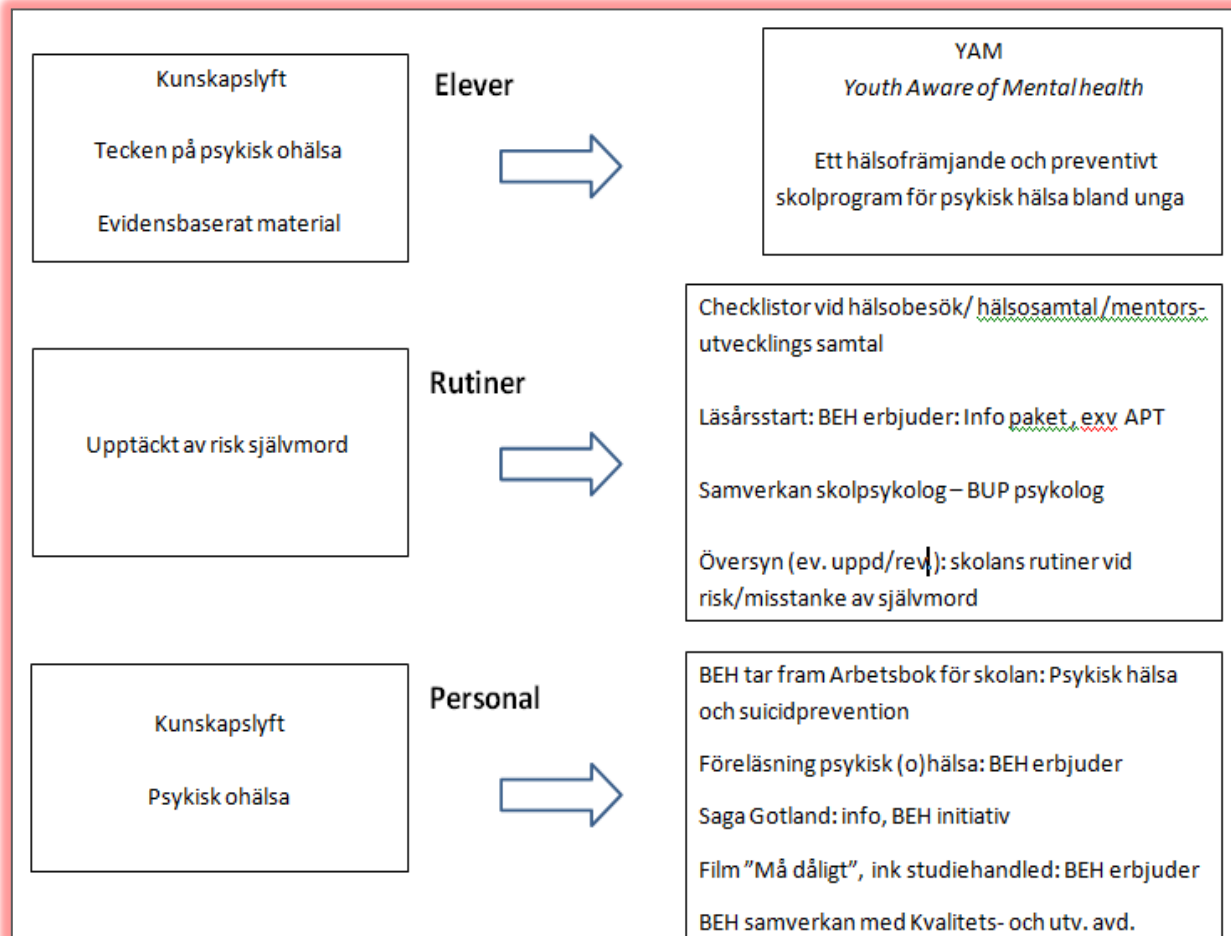 Kunskapslyft
Tecken på psykisk ohälsa
Evidensbaserat material
Elever
YAM
Youth Aware of Mental health
Ett hälsofrämjande och preventivt
skolprogram för psykisk hälsa bland unga
Upptäckt av risk självmord
Rutiner
Checklistor vid hälsobesök/ hälsosamtal/mentors-
utvecklings samtal
Läsårsstart: BEH erbjuder: Info paket, exv APT
Samverkan skolpsykolog – BUP psykolog
Översyn (ev. uppd/rev.): skolans rutiner vid
risk/misstanke av självmord
Kunskapslyft
Psykisk ohälsa
Personal
BEH tar fram Arbetsbok för skolan: Psykisk hälsa
och suicidprevention
Föreläsning psykisk (o)hälsa: BEH erbjuder
Saga Gotland: info, BEH initiativ
Film ”Må dåligt”, ink studiehandled: BEH erbjuder
BEH samverkan med Kvalitets- och utv. avd.